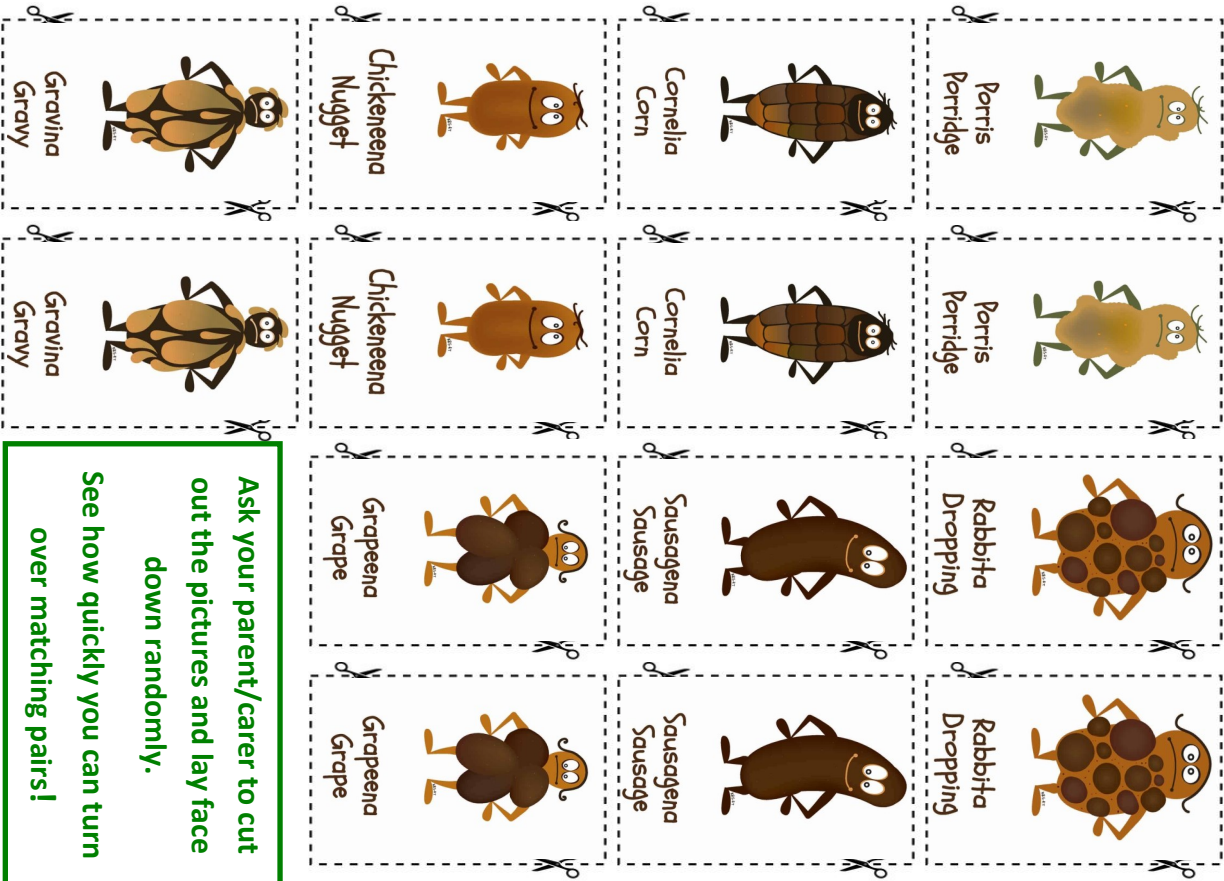 Porris
Porridge
Porris
Porridge
Rabbita
Dropping
Rabbita
Dropping
Cornelia
Corn
Cornelia
Corn
Sausagena
Sausage
Sausagena
Sausage
Chickeneena
Nugget
Chickeneena
Nugget
Grapeena
Grape
Grapeena
Grape
Gravina
Gravy
Gravina
Gravy
Ask your parent/carer to cut
out the pictures and lay face
down randomly.
See how quickly you can turn
over matching pairs!